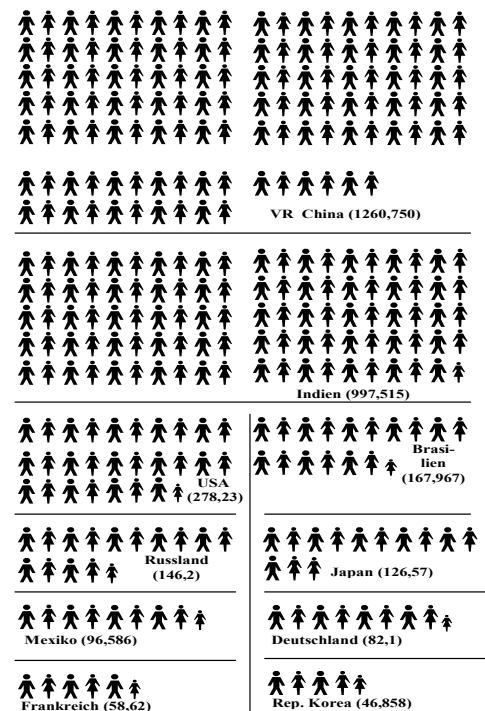 VR China (1260,750)
Indien (997,515)
USA
(278,23)
Brasi-
lien
(167,967)
Russland
(146,2)
Japan (126,57)
Mexiko (96,586)
Deutschland (82,1)
Frankreich (58,62)
Rep. Korea (46,858)